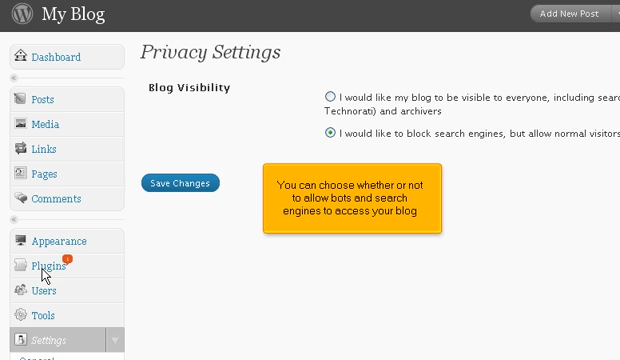 My Blog
Add New Post
Dashboard
Privacy Settings
Blog Visibility
I would like my blog to be visible to everyone, including
Technorati) and archivers
I would like to block search engines, but allow normal visitors
Posts
Media
Links
Pages
Comments
Save Changes
You can choose whether or not
to allow bots and search
engines to access your blog
Appearance
Plugins
1
Users
Tools
Settings
General